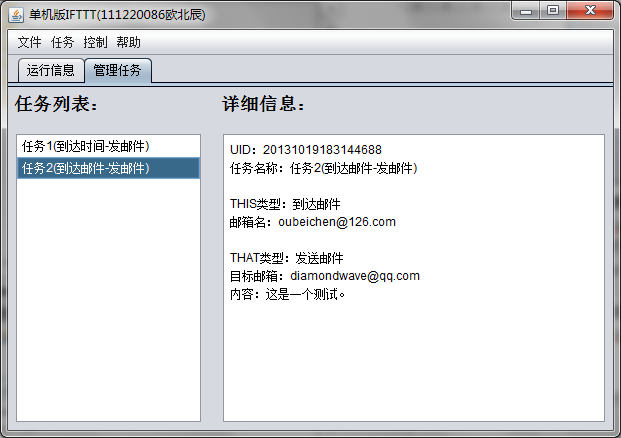 单机版IFTTT(111220086欧北辰)
文件 任务 控制 帮助
运行信息 管理任务
任务列表：
详细信息：
任务1(到达时间-发邮件)
任务2(到达邮件-发邮件)
UID：20131019183144688
任务名称：任务2(到达邮件-发邮件)
THIS类型：到达邮件
邮箱名：oubeichen@126.com
THAT类型：发送邮件
目标邮箱：diamondwave@qq.com
内容：这是一个测试。